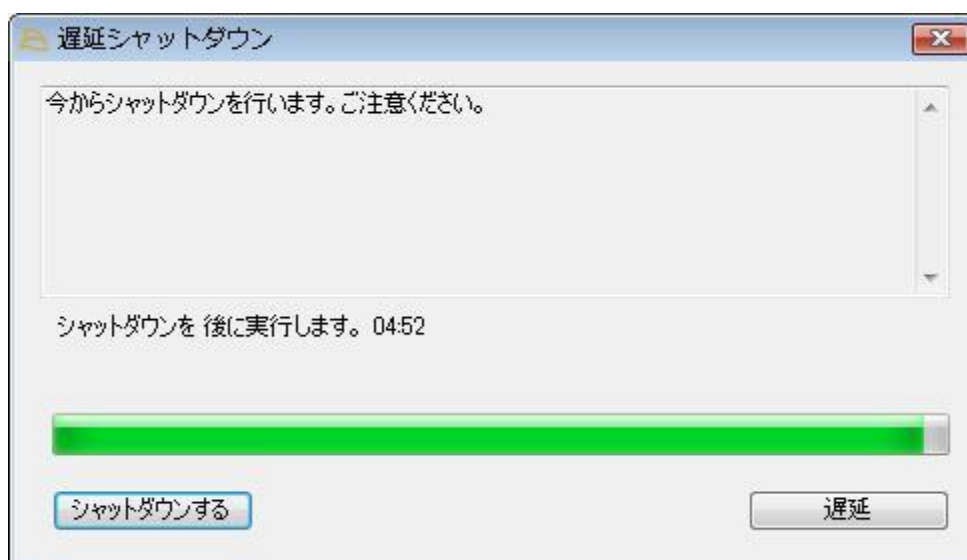 遅延シャットダウン
今からシャットダウンを行います。ご注意ください。
シャットダウンを 後に実行します。 04:52
シャットダウンする
遅延